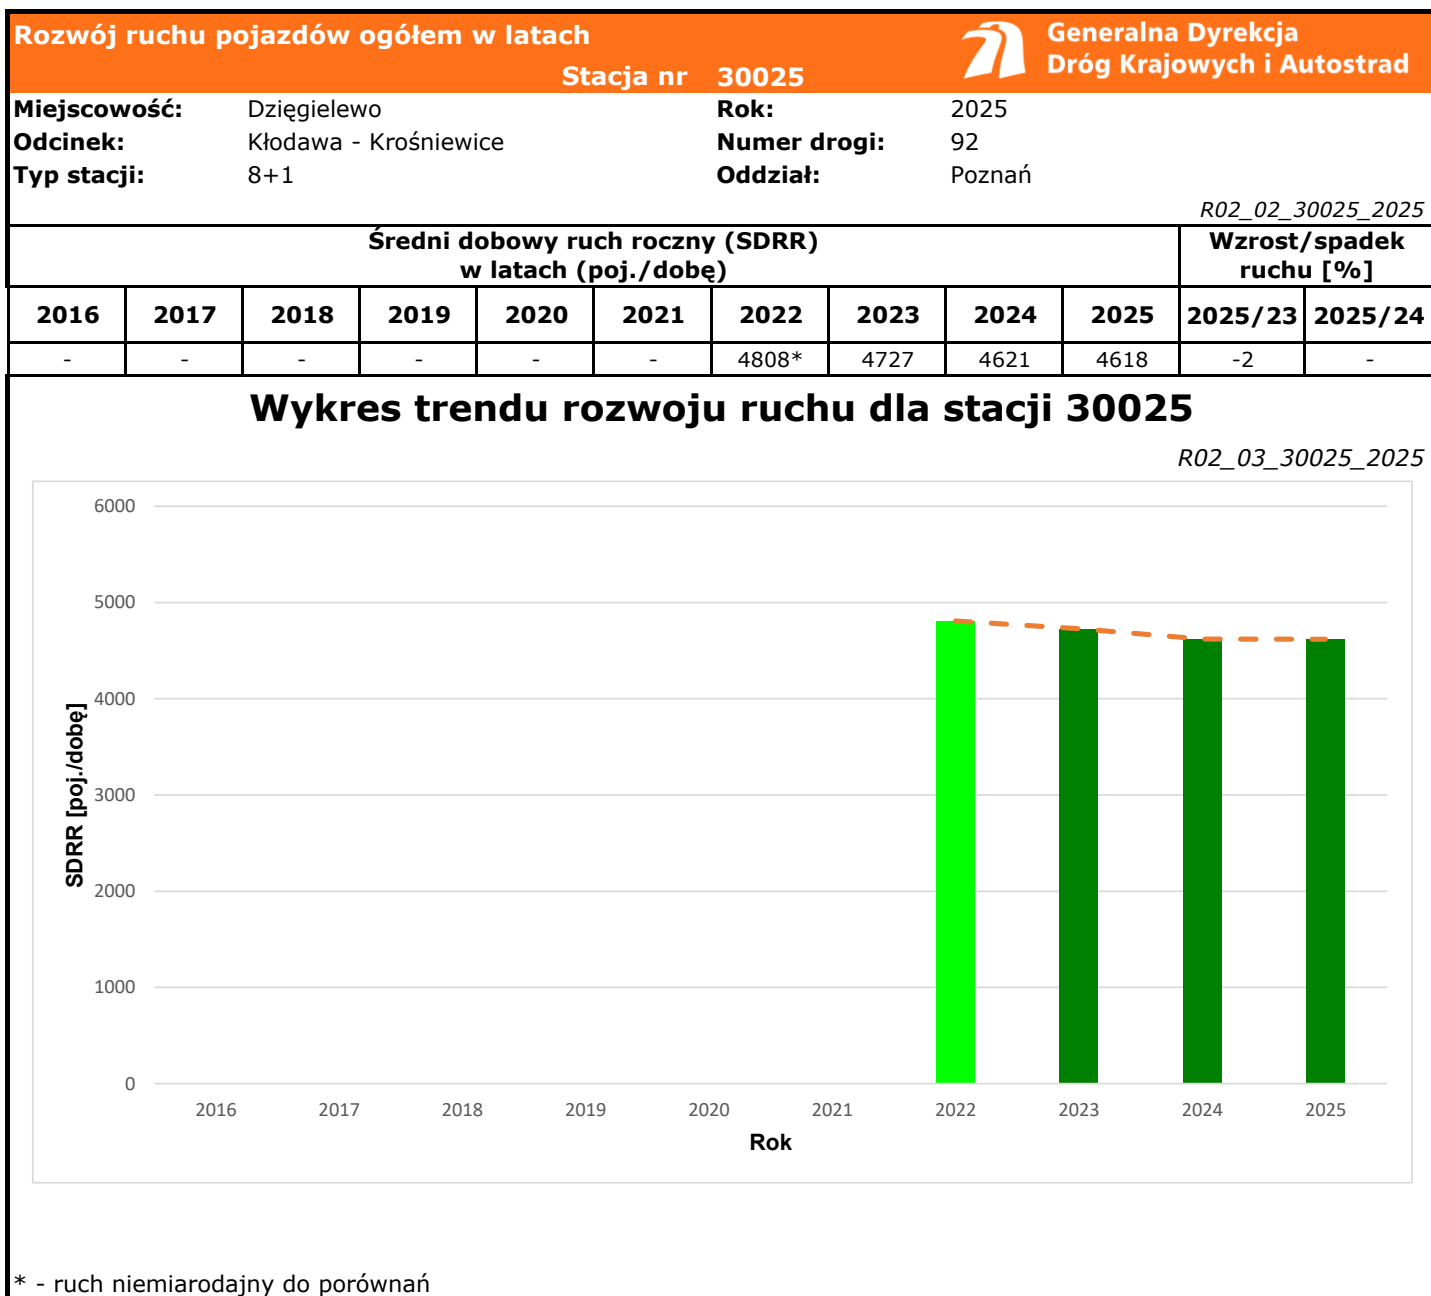 Rozwój ruchu pojazdów ogółem w latach
Generalna Dyrekcja
Dróg Krajowych i Autostrad
Stacja nr 30025
Miejscowość: Dzięgielewo Rok: 2025
Odcinek: Kłodawa - Krośniewice Numer drogi: 92
Typ stacji: 8+1 Oddział: Poznań
R02_02_30025_2025
Średni dobowy ruch roczny (SDRR)
w latach (poj./dobę)
Wzrost/spadek
ruchu [%]
2016 2017 2018 2019 2020 2021 2022 2023 2024 2025 2025/23 2025/24
- - - - - - 4808* 4727 4621 4618 -2 -
Wykres trendu rozwoju ruchu dla stacji 30025
R02_03_30025_2025
SDRR [poj./dobę]
6000
5000
4000
3000
2000
1000
0
2016 2017 2018 2019 2020 2021 2022 2023 2024 2025
Rok
* - ruch niemiarodajny do porównań